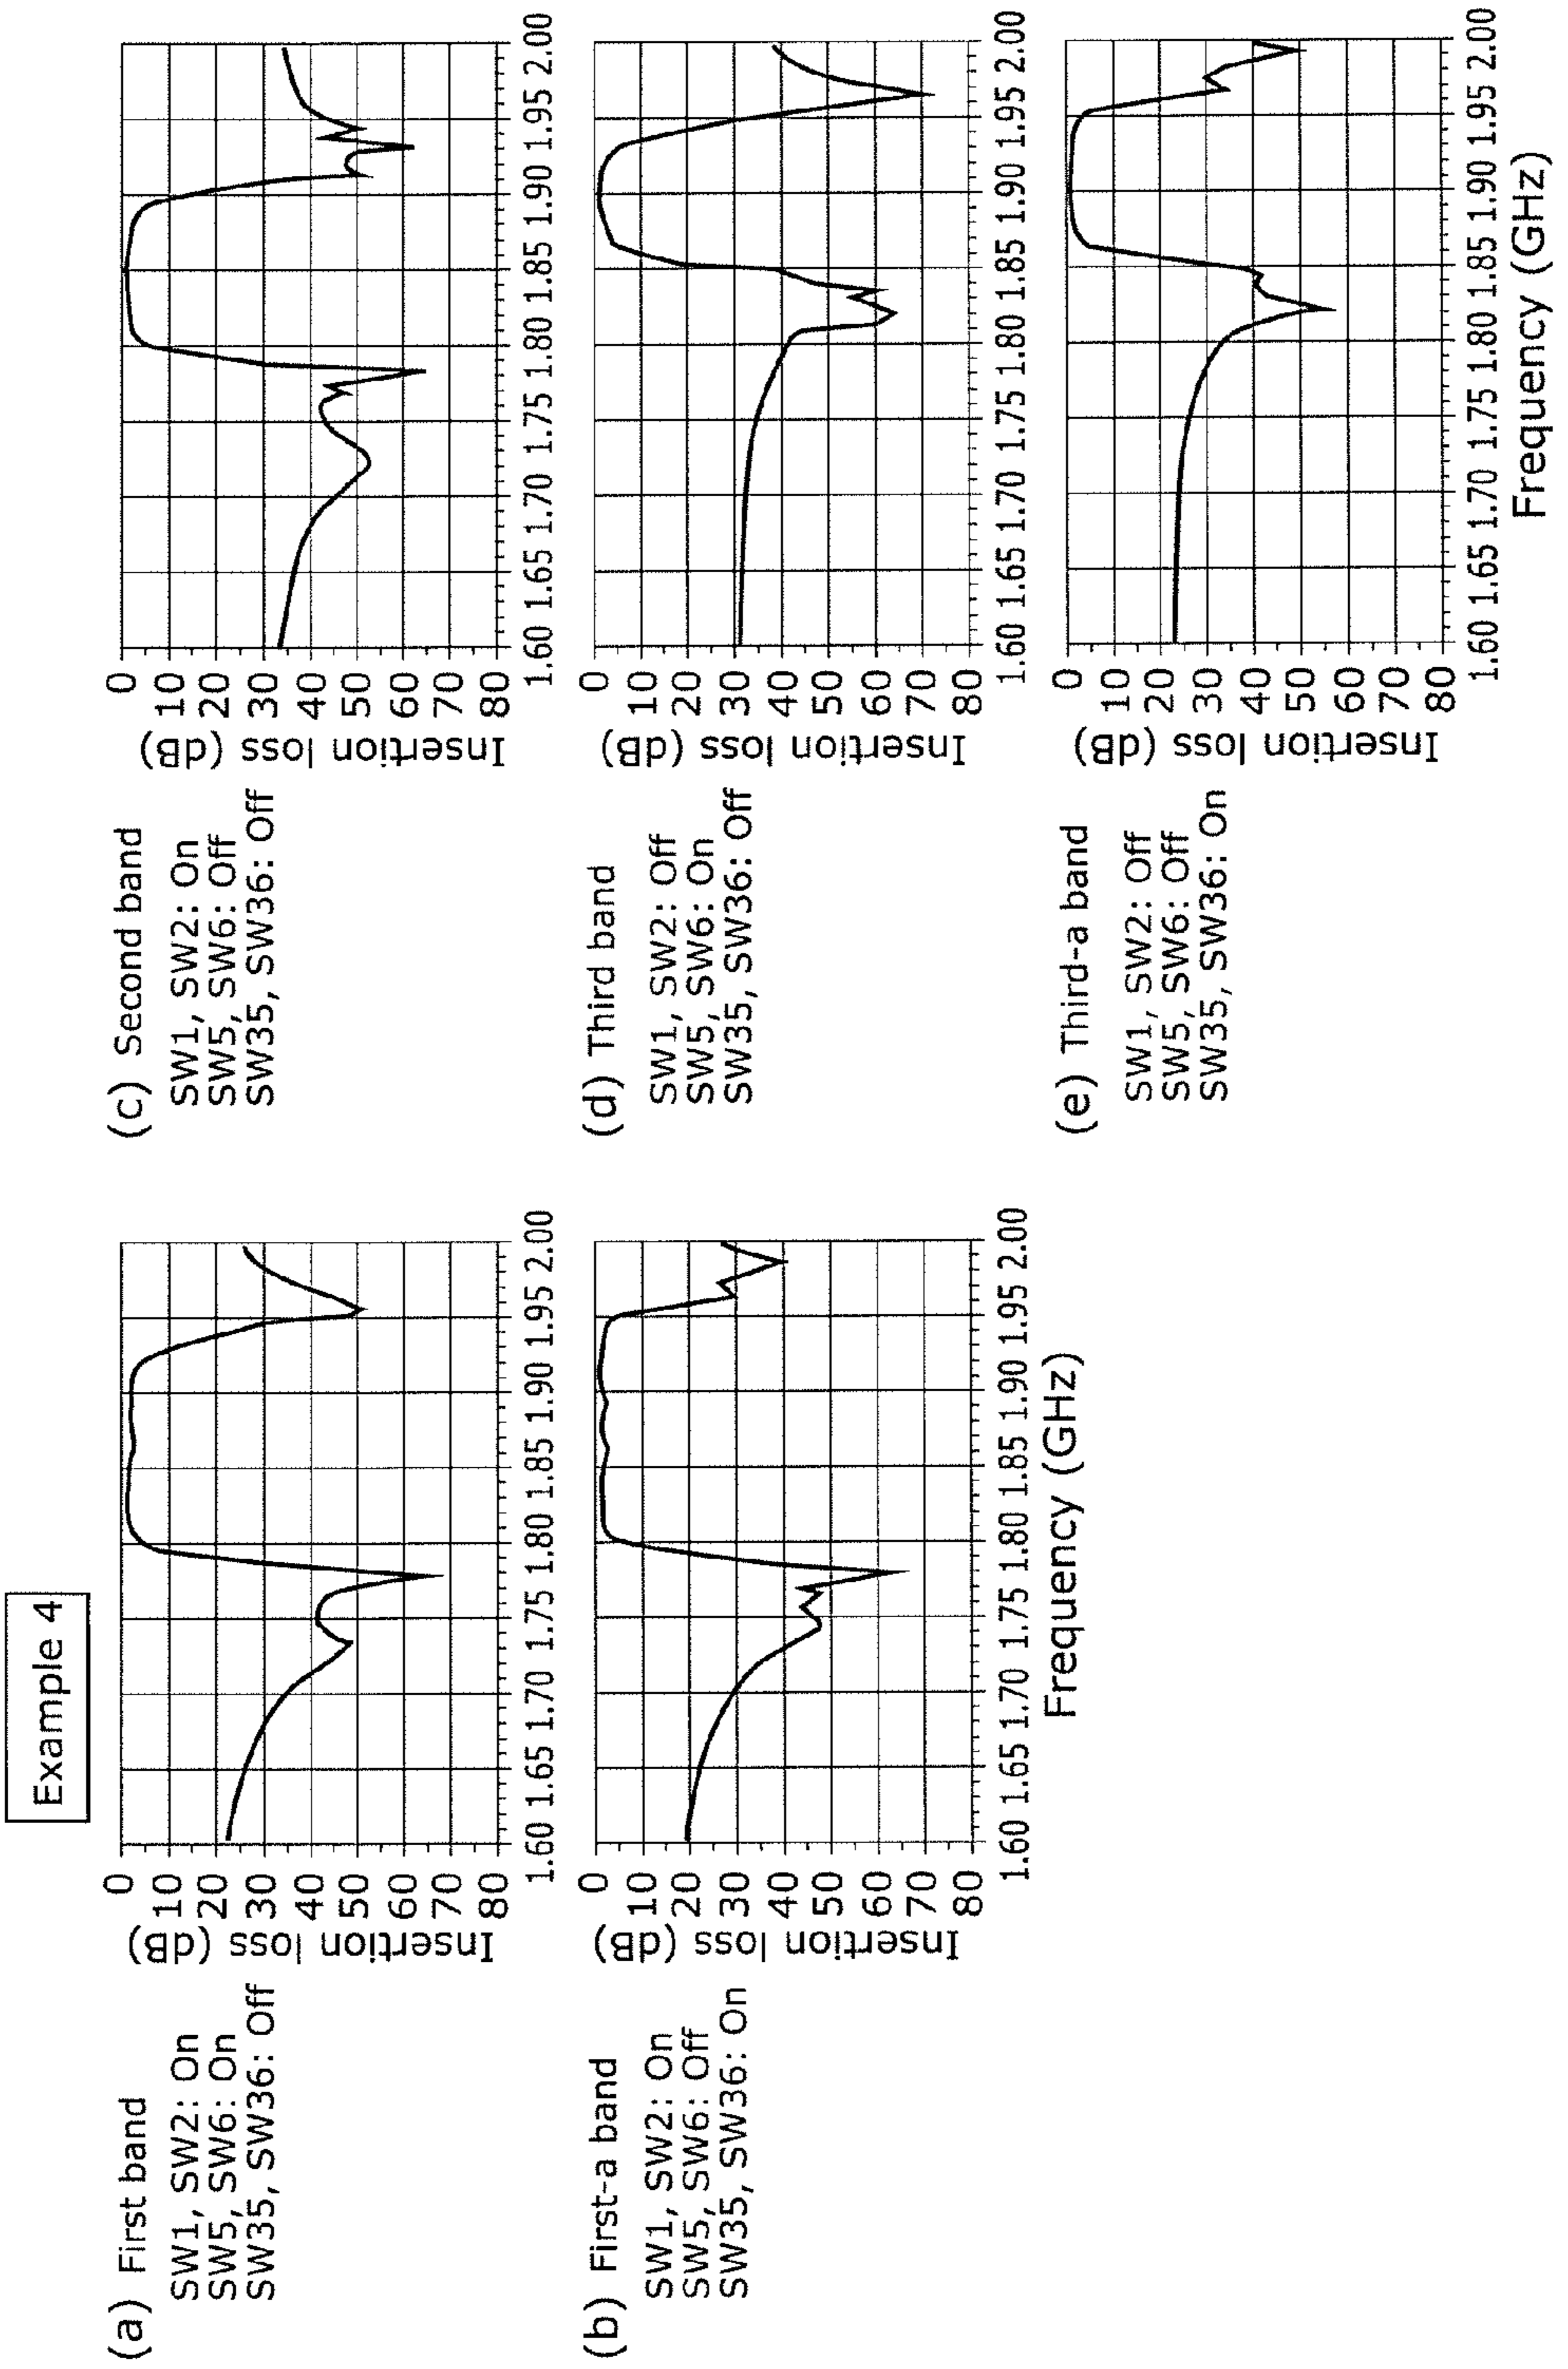 Example 4
(a) First band
SW1, SW2: On
SW5, SW6: On
SW35, SW36: Off
Insertion loss (dB)
0
10
20
30
40
50
60
70
80
1.60 1.65 1.70 1.75 1.80 1.85 1.90 1.95 2.00
(b) First-a band
SW1, SW2: On
SW5, SW6: Off
SW35, SW36: On
Insertion loss (dB)
0
10
20
30
40
50
60
70
80
1.60 1.65 1.70 1.75 1.80 1.85 1.90 1.95 2.00
Frequency (GHz)
(c) Second band
SW1, SW2: On
SW5, SW6: Off
SW35, SW36: Off
Insertion loss (dB)
0
10
20
30
40
50
60
70
80
1.60 1.65 1.70 1.75 1.80 1.85 1.90 1.95 2.00
(d) Third band
SW1, SW2: Off
SW5, SW6: On
SW35, SW36: Off
Insertion loss (dB)
0
10
20
30
40
50
60
70
80
1.60 1.65 1.70 1.75 1.80 1.85 1.90 1.95 2.00
(e) Third-a band
SW1, SW2: Off
SW5, SW6: Off
SW35, SW36: On
Insertion loss (dB)
0
10
20
30
40
50
60
70
80
1.60 1.65 1.70 1.75 1.80 1.85 1.90 1.95 2.00
Frequency (GHz)